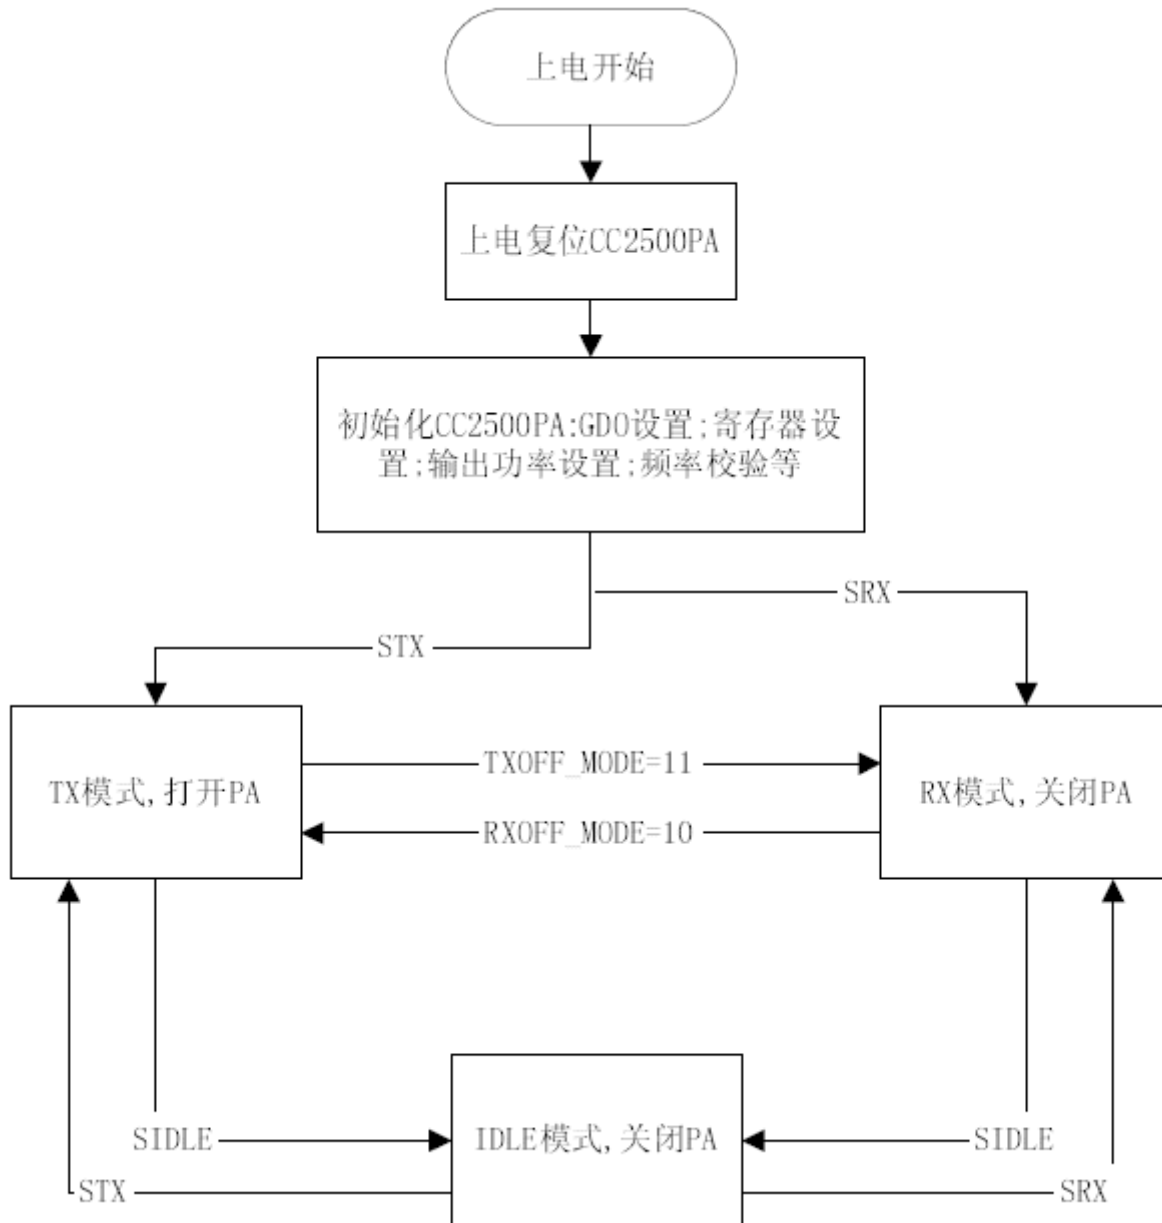 上电开始
上电复位CC2500PA
初始化CC2500PA:GDO设置;寄存器设
置;输出功率设置;频率校验等
SRX
STX
TXOFF_MODE=11
TX模式,打开PA
RX模式,关闭PA
RXOFF_MODE=10
SIDLE
IDLE模式,关闭PA
SIDLE
STX
SRX